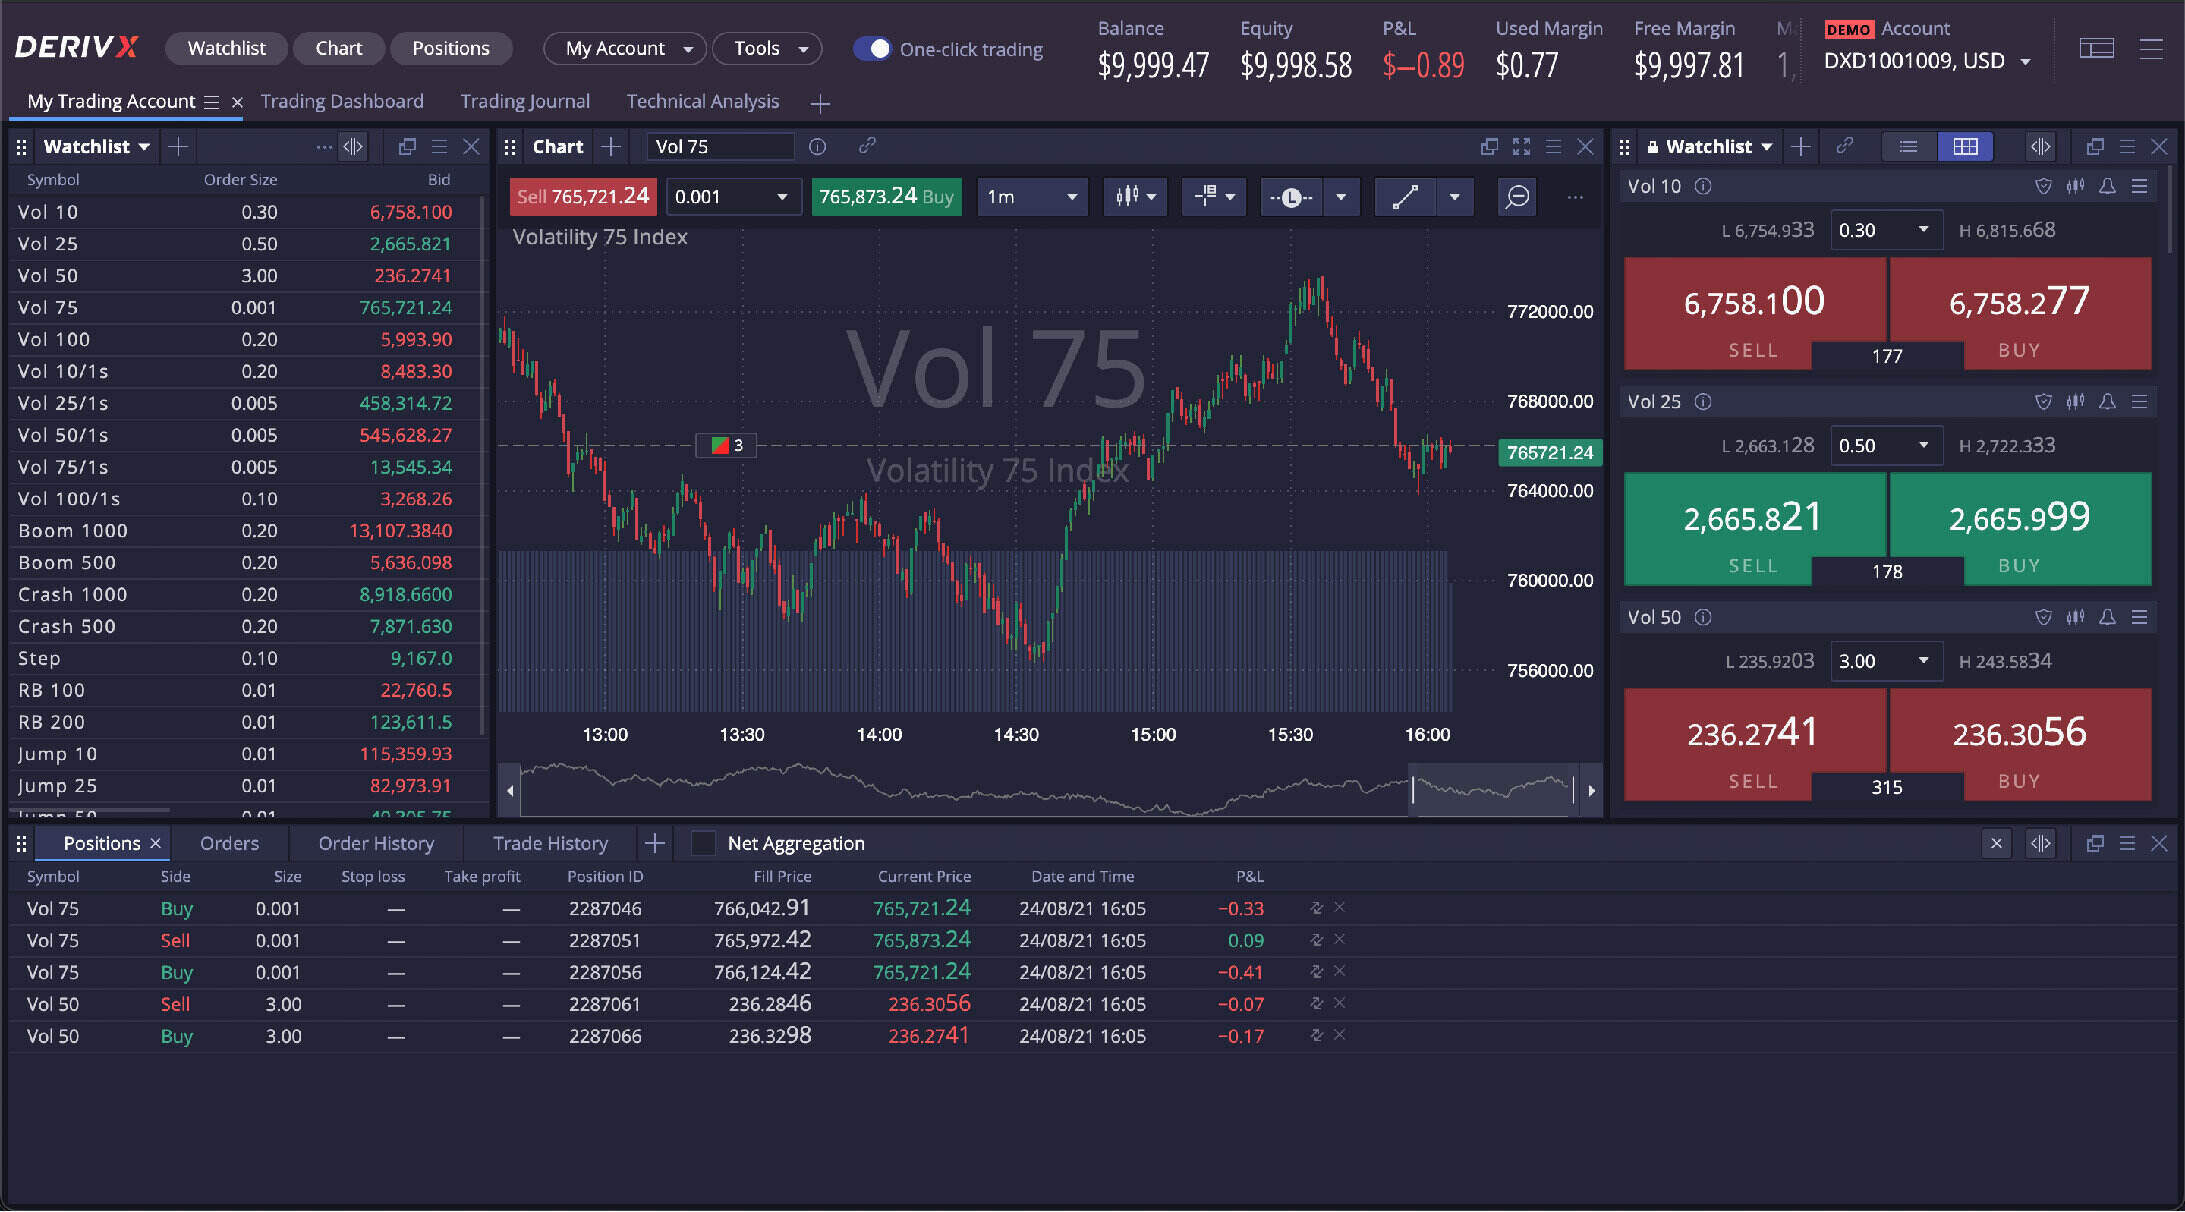 DERIVX Watchlist Chart Positions My Account Tools One-click trading
Balance Equity P&L Used Margin Free Margin DEMO Account
$9,999.47 $9,998.58 $−0.89 $0.77 $9,997.81 DXD1001009, USD
My Trading Account Trading Dashboard Trading Journal Technical Analysis
Watchlist
Symbol Order Size Bid
Vol 10 0.30 6,758.100
Vol 25 0.50 2,665.821
Vol 50 3.00 236.2741
Vol 75 0.001 765,721.24
Vol 100 0.20 5,993.90
Vol 10/1s 0.20 8,483.30
Vol 25/1s 0.005 458,314.72
Vol 50/1s 0.005 545,628.27
Vol 75/1s 0.005 13,545.34
Vol 100/1s 0.10 3,268.26
Boom 1000 0.20 13,107.3840
Boom 500 0.20 5,636.098
Crash 1000 0.20 8,918.6600
Crash 500 0.20 7,871.630
Step 0.10 9,167.0
RB 100 0.01 22,760.5
RB 200 0.01 123,611.5
Jump 10 0.01 115,359.93
Jump 25 0.01 82,973.91
Chart Vol 75
Sell 765,721.24 0.001 765,873.24 Buy 1m L
Volatility 75 Index
Vol 75
Volatility 75 Index
3
772000.00
768000.00
765721.24
764000.00
760000.00
756000.00
13:00 13:30 14:00 14:30 15:00 15:30 16:00
Watchlist
Vol 10
L 6,754.933 0.30 H 6,815.668
6,758.100 6,758.277
SELL 177 BUY
Vol 25
L 2,663.128 0.50 H 2,722.333
2,665.821 2,665.999
SELL 178 BUY
Vol 50
L 235.9203 3.00 H 243.5834
236.2741 236.3056
SELL 315 BUY
Positions Orders Order History Trade History Net Aggregation
Symbol Side Size Stop loss Take profit Position ID Fill Price Current Price Date and Time P&L
Vol 75 Buy 0.001 — — 2287046 766,042.91 765,721.24 24/08/21 16:05 −0.33
Vol 75 Sell 0.001 — — 2287051 765,972.42 765,873.24 24/08/21 16:05 0.09
Vol 75 Buy 0.001 — — 2287056 766,124.42 765,721.24 24/08/21 16:05 −0.41
Vol 50 Sell 3.00 — — 2287061 236.2846 236.3056 24/08/21 16:05 −0.07
Vol 50 Buy 3.00 — — 2287066 236.3298 236.2741 24/08/21 16:05 −0.17